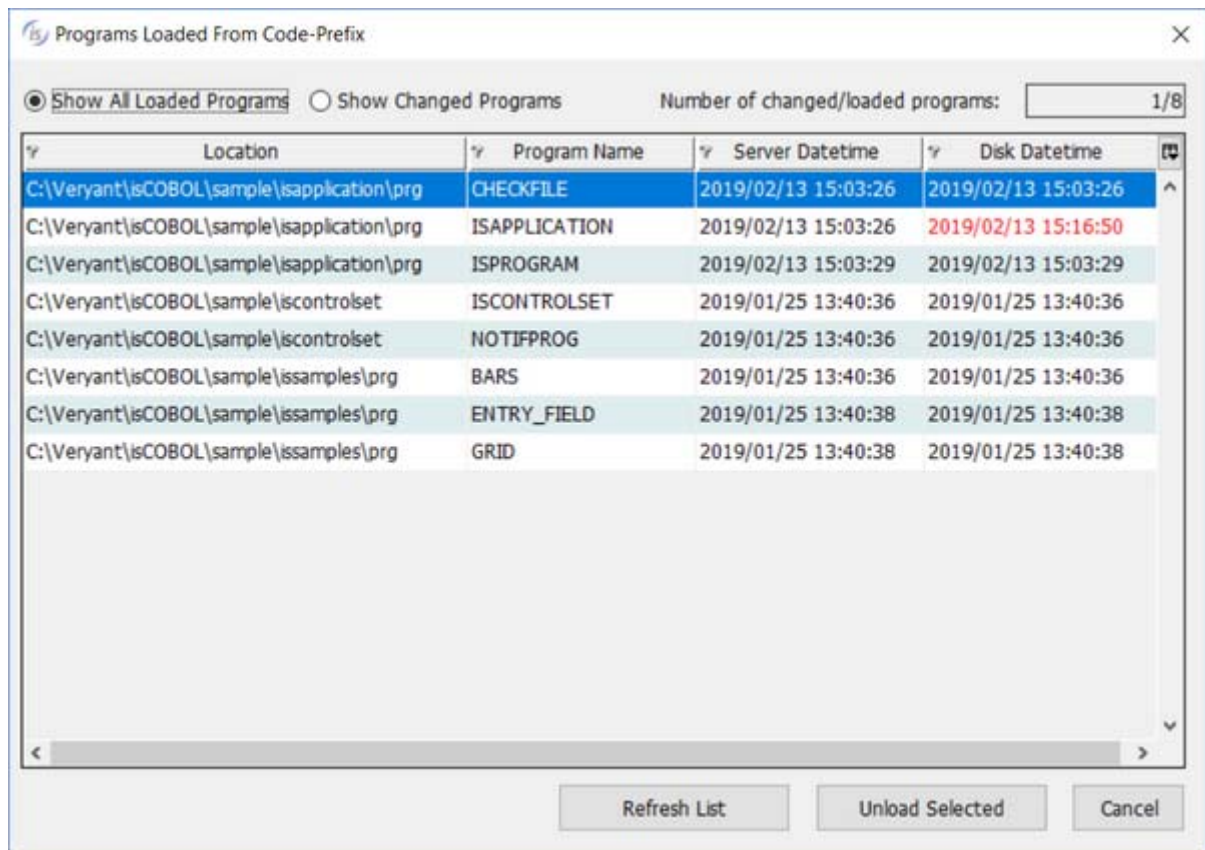 is Programs Loaded From Code-Prefix
Show All Loaded Programs Show Changed Programs Number of changed/loaded programs: 1/8
Location Program Name Server Datetime Disk Datetime
C:\Veryant\isCOBOL\sample\isapplication\prg CHECKFILE 2019/02/13 15:03:26 2019/02/13 15:03:26
C:\Veryant\isCOBOL\sample\isapplication\prg ISAPPLICATION 2019/02/13 15:03:26 2019/02/13 15:16:50
C:\Veryant\isCOBOL\sample\isapplication\prg ISPROGRAM 2019/02/13 15:03:29 2019/02/13 15:03:29
C:\Veryant\isCOBOL\sample\iscontrolset ISCONTROLSET 2019/01/25 13:40:36 2019/01/25 13:40:36
C:\Veryant\isCOBOL\sample\iscontrolset NOTIFPROG 2019/01/25 13:40:36 2019/01/25 13:40:36
C:\Veryant\isCOBOL\sample\issamples\prg BARS 2019/01/25 13:40:36 2019/01/25 13:40:36
C:\Veryant\isCOBOL\sample\issamples\prg ENTRY_FIELD 2019/01/25 13:40:38 2019/01/25 13:40:38
C:\Veryant\isCOBOL\sample\issamples\prg GRID 2019/01/25 13:40:38 2019/01/25 13:40:38
Refresh List Unload Selected Cancel